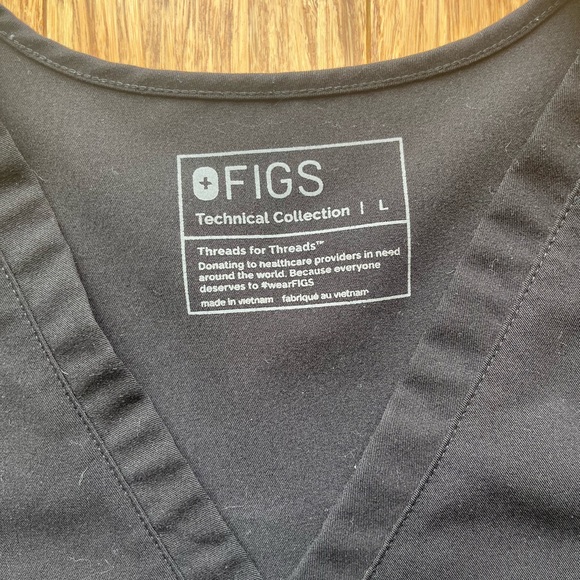 FIGS
Technical Collection | L
Threads for Threads™
Donating to healthcare providers in need
around the world. Because everyone
deserves to #wearFIGS
made in vietnam fabriqué au vietnam